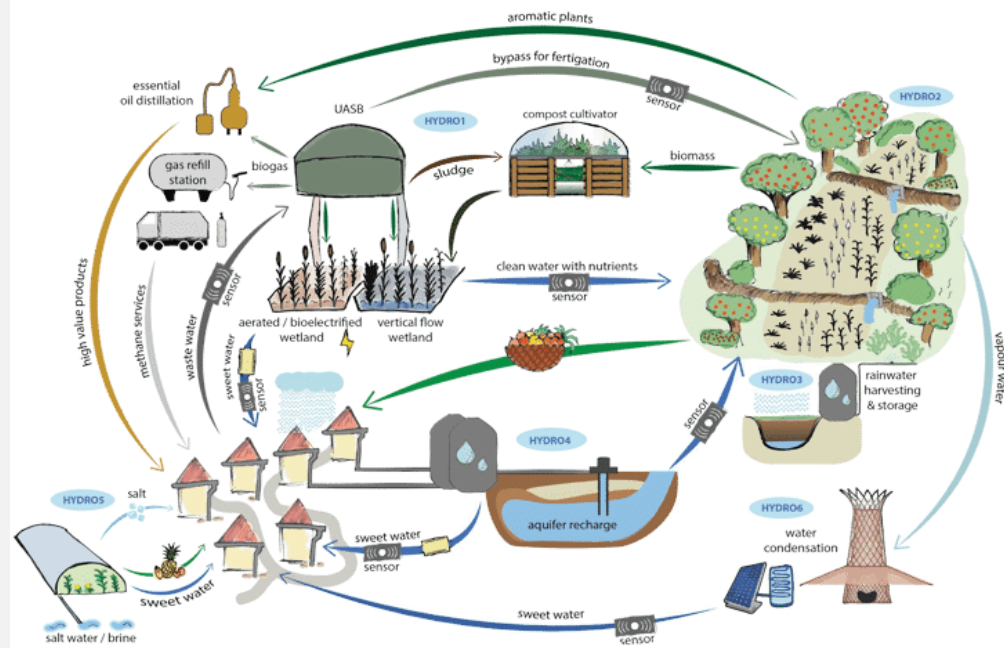 aromatic plants
bypass for fertigation
sensor
essential
oil distillation
UASB
HYDRO1
compost cultivator
HYDRO2
biogas
gas refill
station
sludge
biomass
clean water with nutrients
sensor
high value products
methane services
waste water
sensor
aerated / bioelectrified
wetland
vertical flow
wetland
sweet water
sensor
vapour water
HYDRO3
rainwater
harvesting
& storage
sensor
HYDRO4
aquifer recharge
HYDRO5
salt
sweet water
sensor
HYDRO6
water
condensation
sweet water
salt water / brine
sweet water
sensor